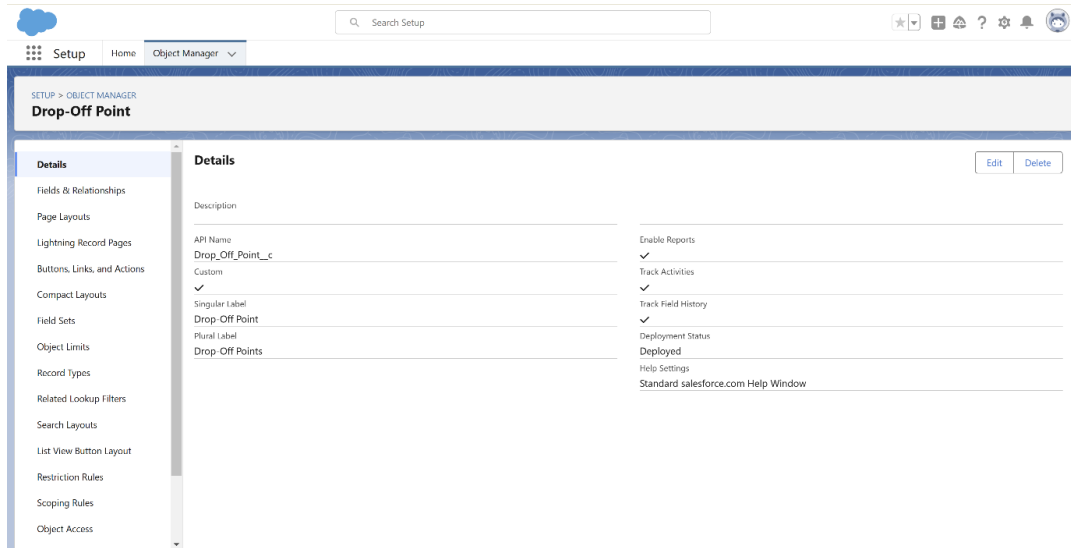 Search Setup
Setup Home Object Manager
SETUP > OBJECT MANAGER
Drop-Off Point
Details
Fields & Relationships
Page Layouts
Lightning Record Pages
Buttons, Links, and Actions
Compact Layouts
Field Sets
Object Limits
Record Types
Related Lookup Filters
Search Layouts
List View Button Layout
Restriction Rules
Scoping Rules
Object Access
Details
Edit Delete
Description
API Name
Drop_Off_Point__c
Custom
Singular Label
Drop-Off Point
Plural Label
Drop-Off Points
Enable Reports
Track Activities
Track Field History
Deployment Status
Deployed
Help Settings
Standard salesforce.com Help Window